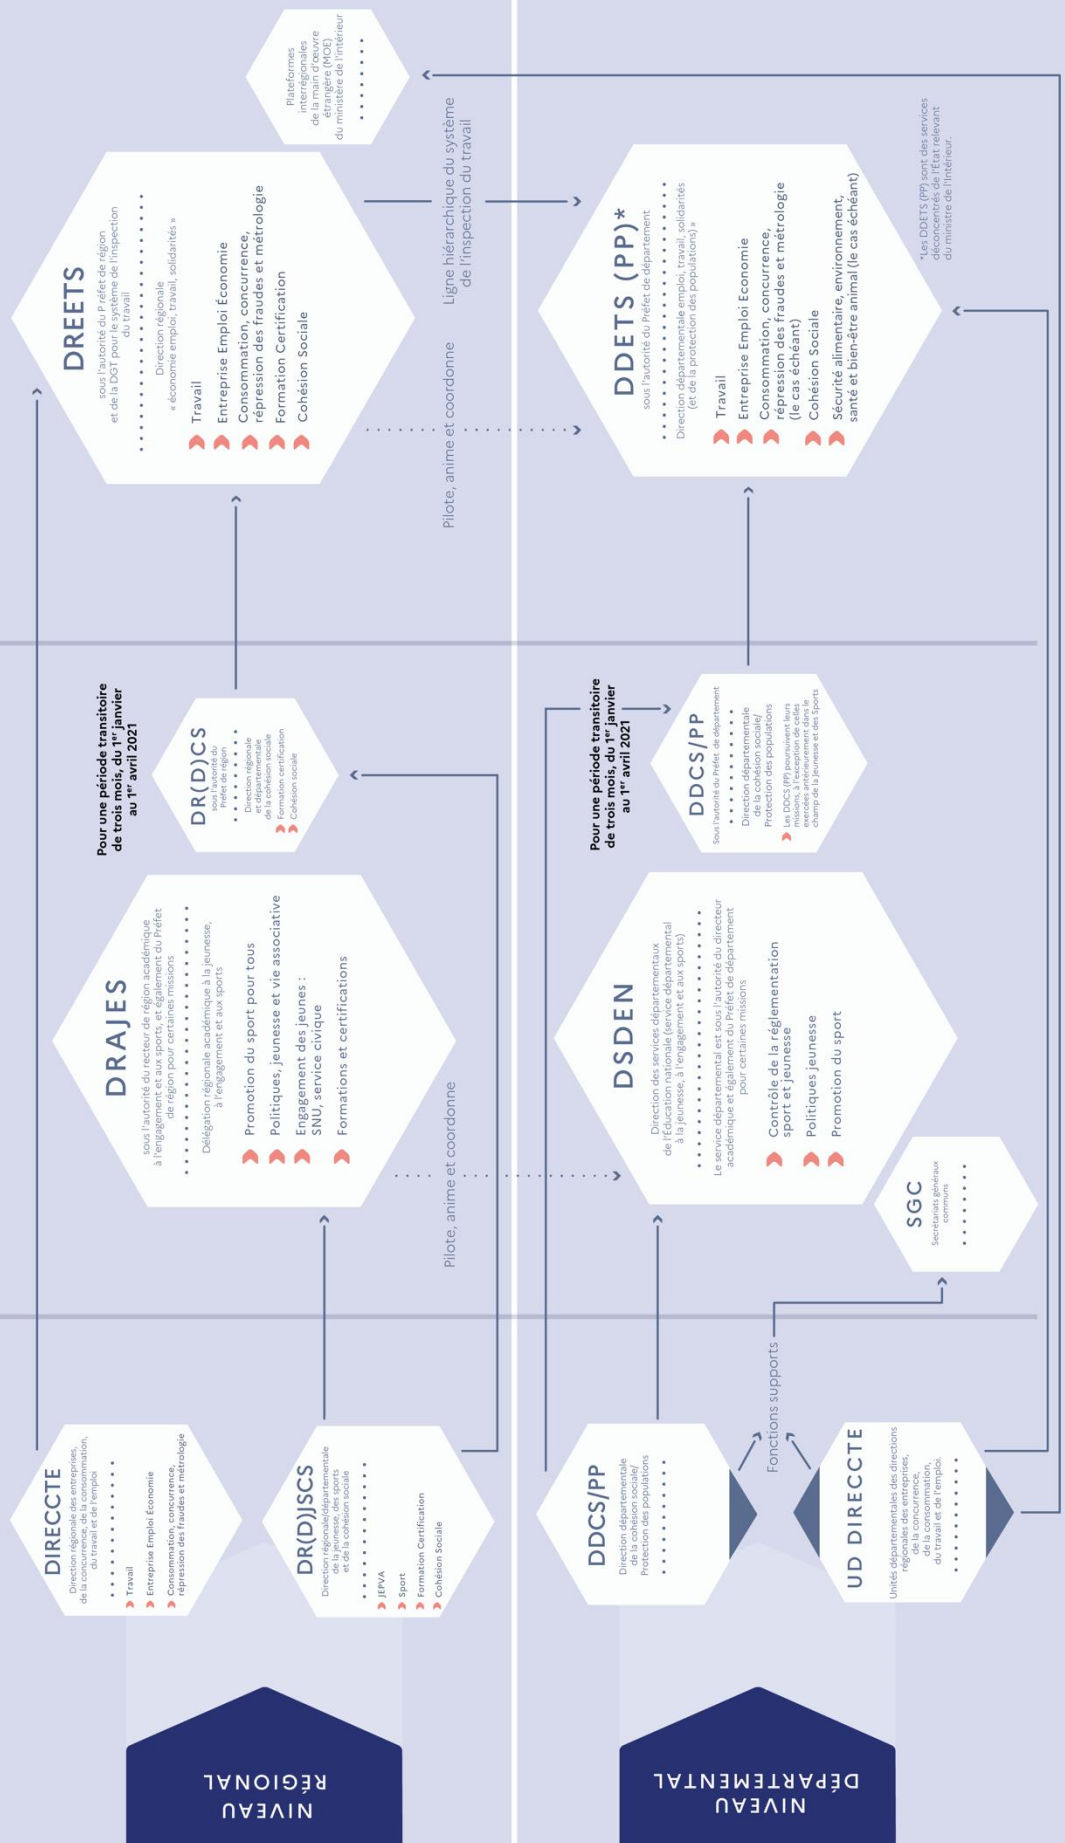 NIVEAU
RÉGIONAL
DIRECCTE
Direction régionale des entreprises,
de la concurrence, de la consommation,
du travail et de l'emploi
Travail
Entreprise Emploi Économie
Consommation, concurrence,
répression des fraudes et métrologie
DR(D)JSCS
Direction régionale/départementale
de la jeunesse, des sports
et de la cohésion sociale
JEPVA
Sport
Formation Certification
Cohésion Sociale
DRAJES
sous l'autorité du recteur de région académique
à l'engagement et aux sports, et également du Préfet
de région pour certaines missions
Délégation régionale académique à la jeunesse,
à l'engagement et aux sports
Promotion du sport pour tous
Politiques, jeunesse et vie associative
Engagement des jeunes :
SNU, service civique
Formations et certifications
Pilote, anime et coordonne
Pour une période transitoire
de trois mois, du 1er janvier
au 1er avril 2021
DR(D)CS
sous l'autorité du
Préfet de région
Direction régionale
et départementale
de la cohésion sociale
Formation certification
Cohésion sociale
DREETS
sous l'autorité du P réfet de région
et de la DGT pour le système de l'inspection
du travail
Direction régionale
« économie emploi, travail, solidarités »
Travail
Entreprise Emploi Économie
Consommation, concurrence,
répression des fraudes et métrologie
Formation Certification
Cohésion Sociale
Pilote, anime et coordonne
Ligne hiérarchique du système
de l'inspection du travail
Plateformes
interrégionales
de la main d'œuvre
étrangère (MOE)
du ministère de l'intérieur
NIVEAU
DÉPARTEMENTAL
DDCS/PP
Direction départementale
de la cohésion sociale/
Protection des populations
UD DIRECCTE
Unités départementales des directions
régionales des entreprises,
de la concurrence,
de la consommation,
du travail et de l'emploi.
Fonctions supports
DSDEN
Direction des services départementaux
de l'Éducation nationale (service départemental
à la jeunesse, à l'engagement et aux sports)
Le service départemental est sous l'autorité du directeur
académique et également du Préfet de département
pour certaines missions
Contrôle de la réglementation
sport et jeunesse
Politiques jeunesse
Promotion du sport
SGC
Secrétariats généraux
communs
Pour une période transitoire
de trois mois, du 1er janvier
au 1er avril 2021
DDCS/PP
Sous l'autorité du Préfet de département
Direction départementale
de la cohésion sociale/
Protection des populations
Les DDCS (PP) poursuivent leurs
missions, à l'exception de celles
exercées antérieurement dans le
champ de la Jeunesse et des Sports
DDETS (PP)*
sous l'autorité du Préfet de département
Direction départementale emploi, travail, solidarités
(et de la protection des populations) »
Travail
Entreprise Emploi Economie
Consommation, concurrence,
répression des fraudes et métrologie
(le cas échéant)
Cohésion Sociale
Sécurité alimentaire, environnement,
santé et bien-être animal (le cas échéant)
*Les DDETS (PP) sont des services
déconcentrés de l'État relevant
du ministre de l'Intérieur.